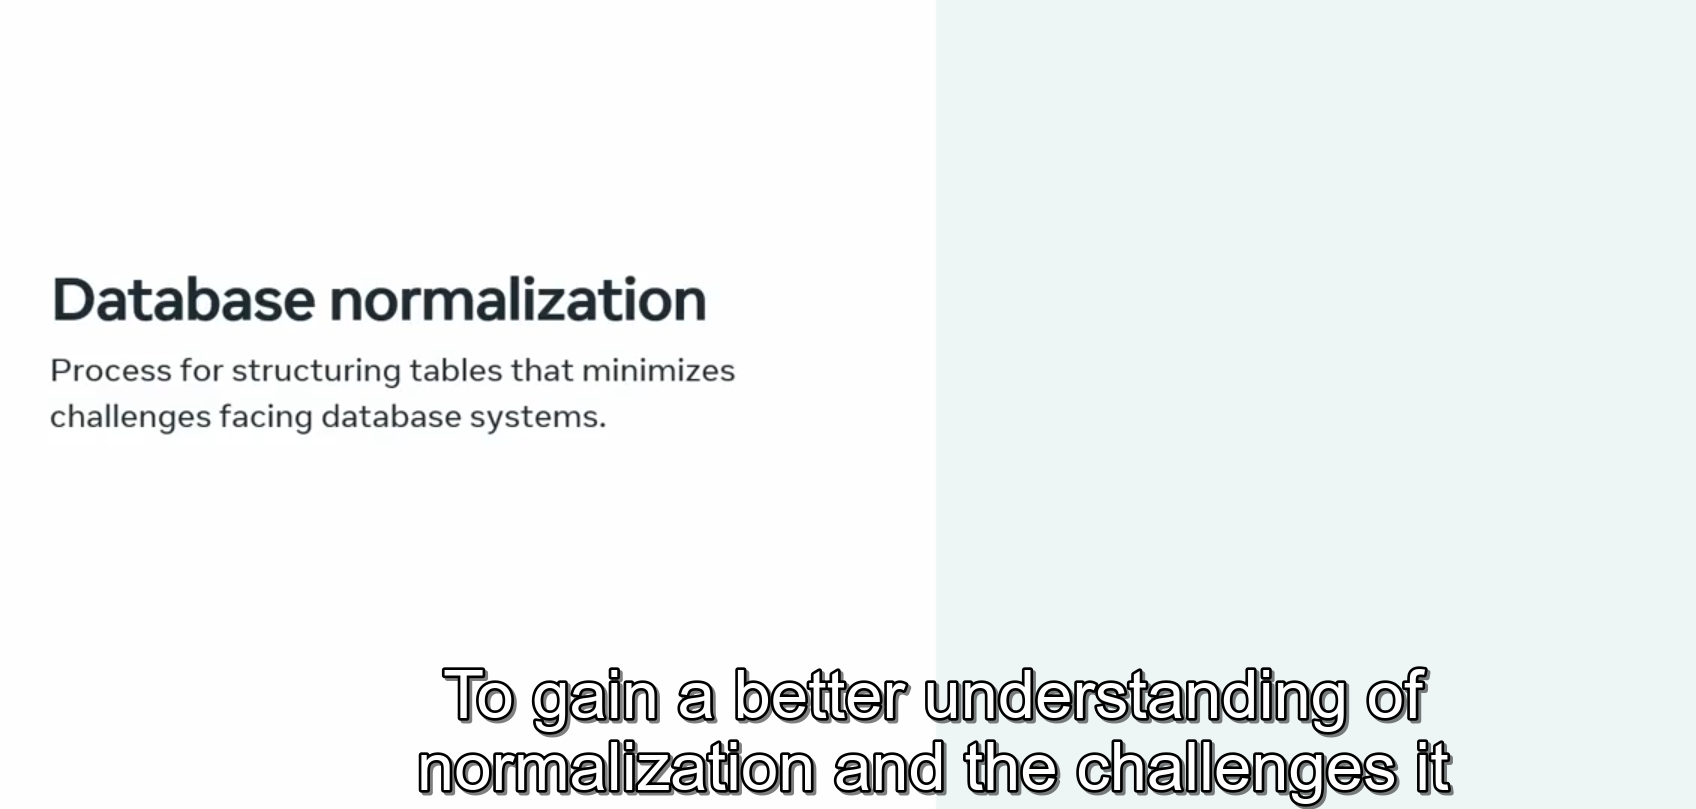 Database normalization
Process for structuring tables that minimizes
challenges facing database systems.
To gain a better understanding of
normalization and the challenges it